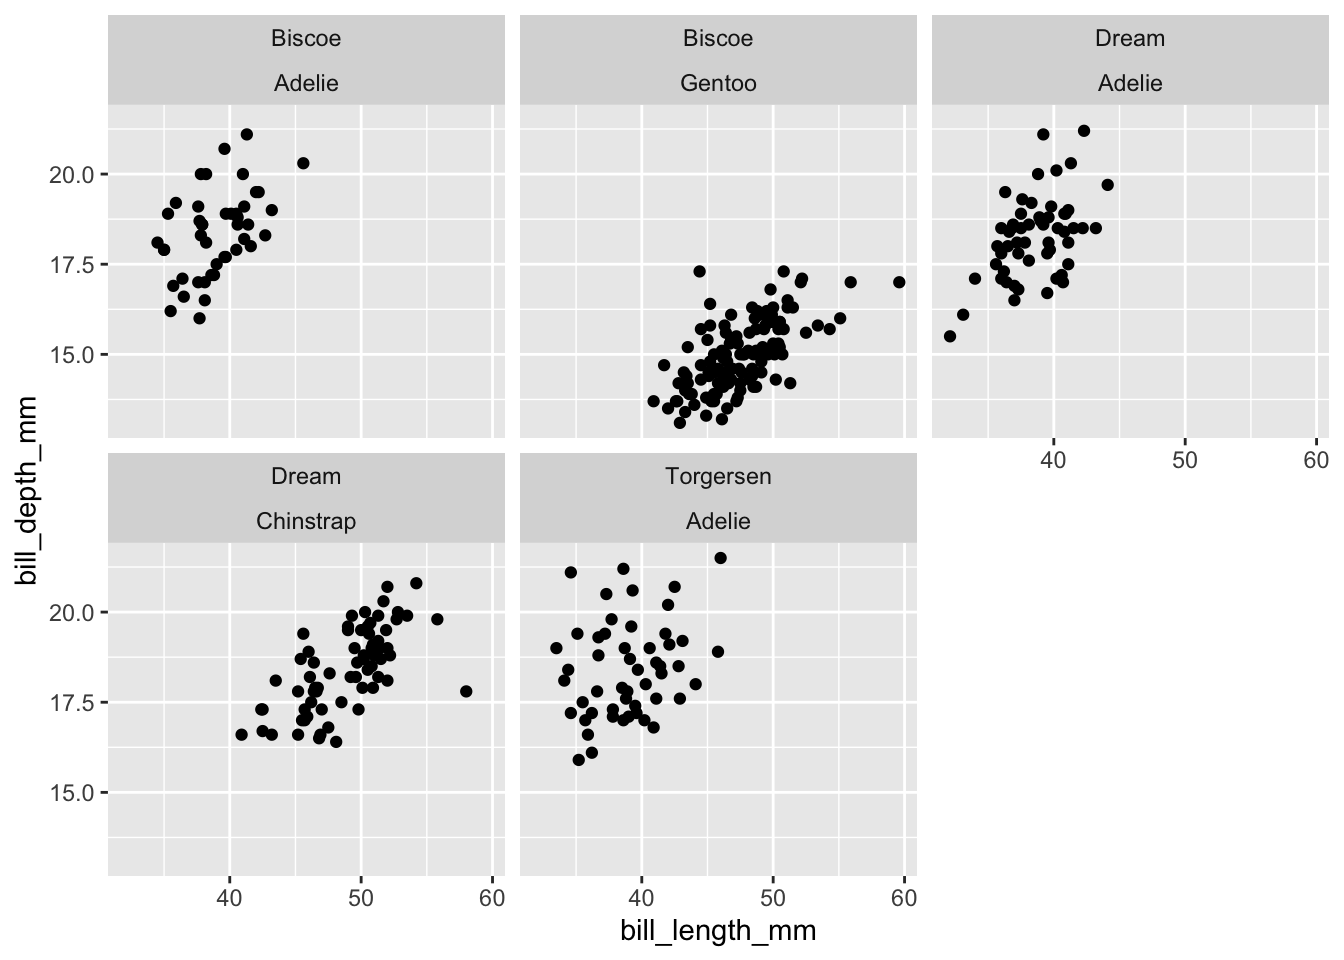 Biscoe
Adelie
Biscoe
Gentoo
Dream
Adelie
20.0
17.5
15.0
40 50 60
Dream
Chinstrap
Torgersen
Adelie
bill_depth_mm
20.0
17.5
15.0
40 50 60
40 50 60
bill_length_mm